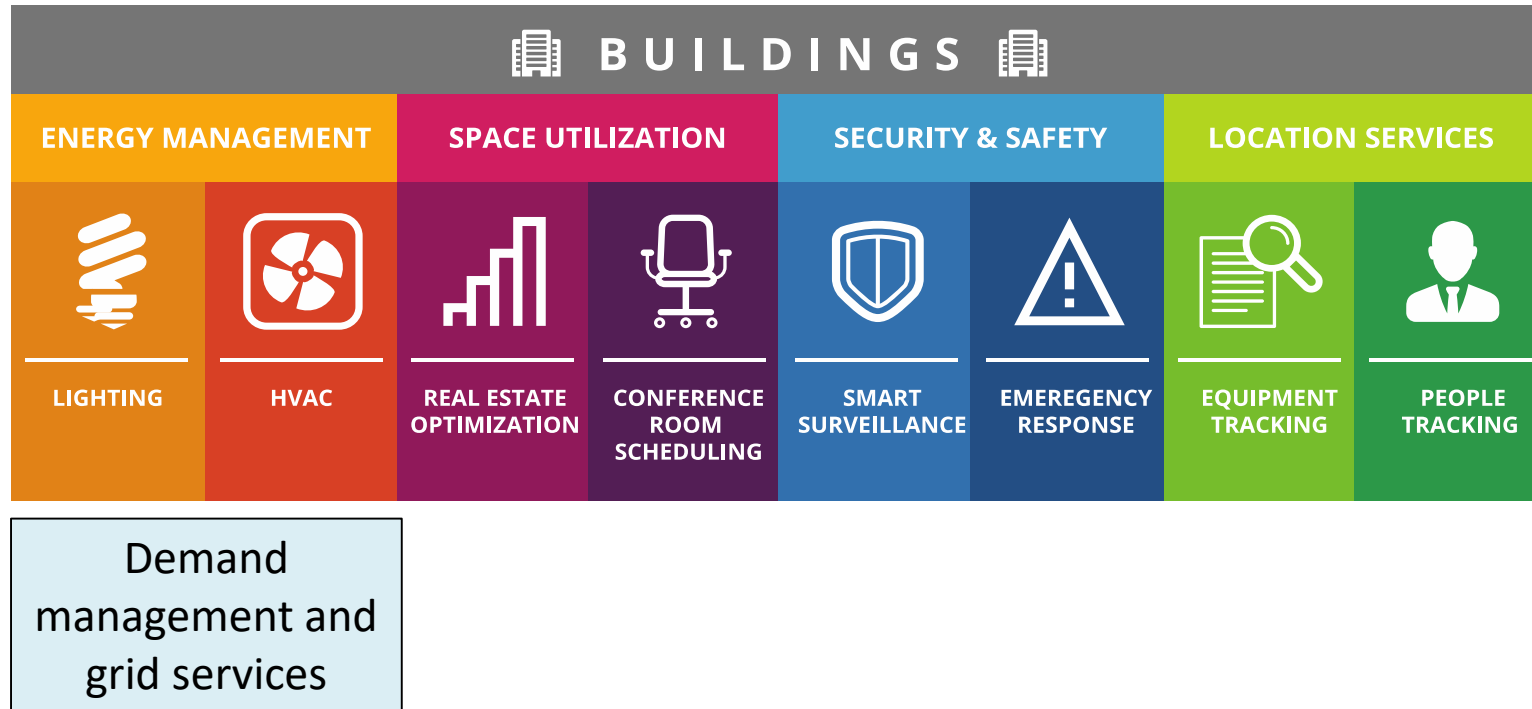 BUILDINGS
ENERGY MANAGEMENT
SPACE UTILIZATION
SECURITY & SAFETY
LOCATION SERVICES
LIGHTING
HVAC
REAL ESTATE
OPTIMIZATION
CONFERENCE
ROOM
SCHEDULING
SMART
SURVEILLANCE
EMEREGENCY
RESPONSE
EQUIPMENT
TRACKING
PEOPLE
TRACKING
Demand
management and
grid services